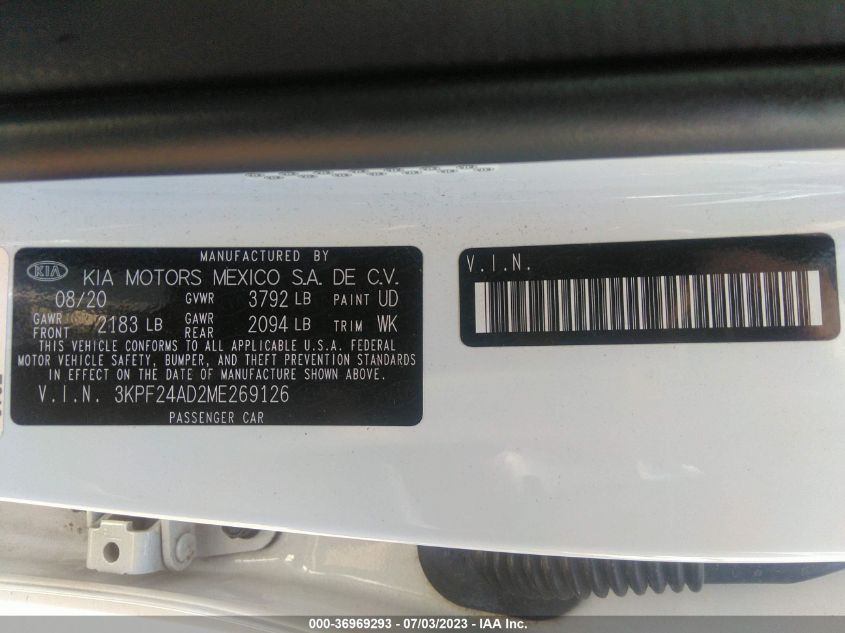 MANUFACTURED BY
KIA KIA MOTORS MEXICO S.A. DE C.V.
08/20 GVWR 3792 LB PAINT UD
GAWR FRONT 2183 LB GAWR REAR 2094 LB TRIM WK
THIS VEHICLE CONFORMS TO ALL APPLICABLE U.S.A. FEDERAL
MOTOR VEHICLE SAFETY, BUMPER, AND THEFT PREVENTION STANDARDS
IN EFFECT ON THE DATE OF MANUFACTURE SHOWN ABOVE.
V.I.N. 3KPF24AD2ME269126
PASSENGER CAR
V.I.N.
000-36969293 - 07/03/2023 - IAA Inc.